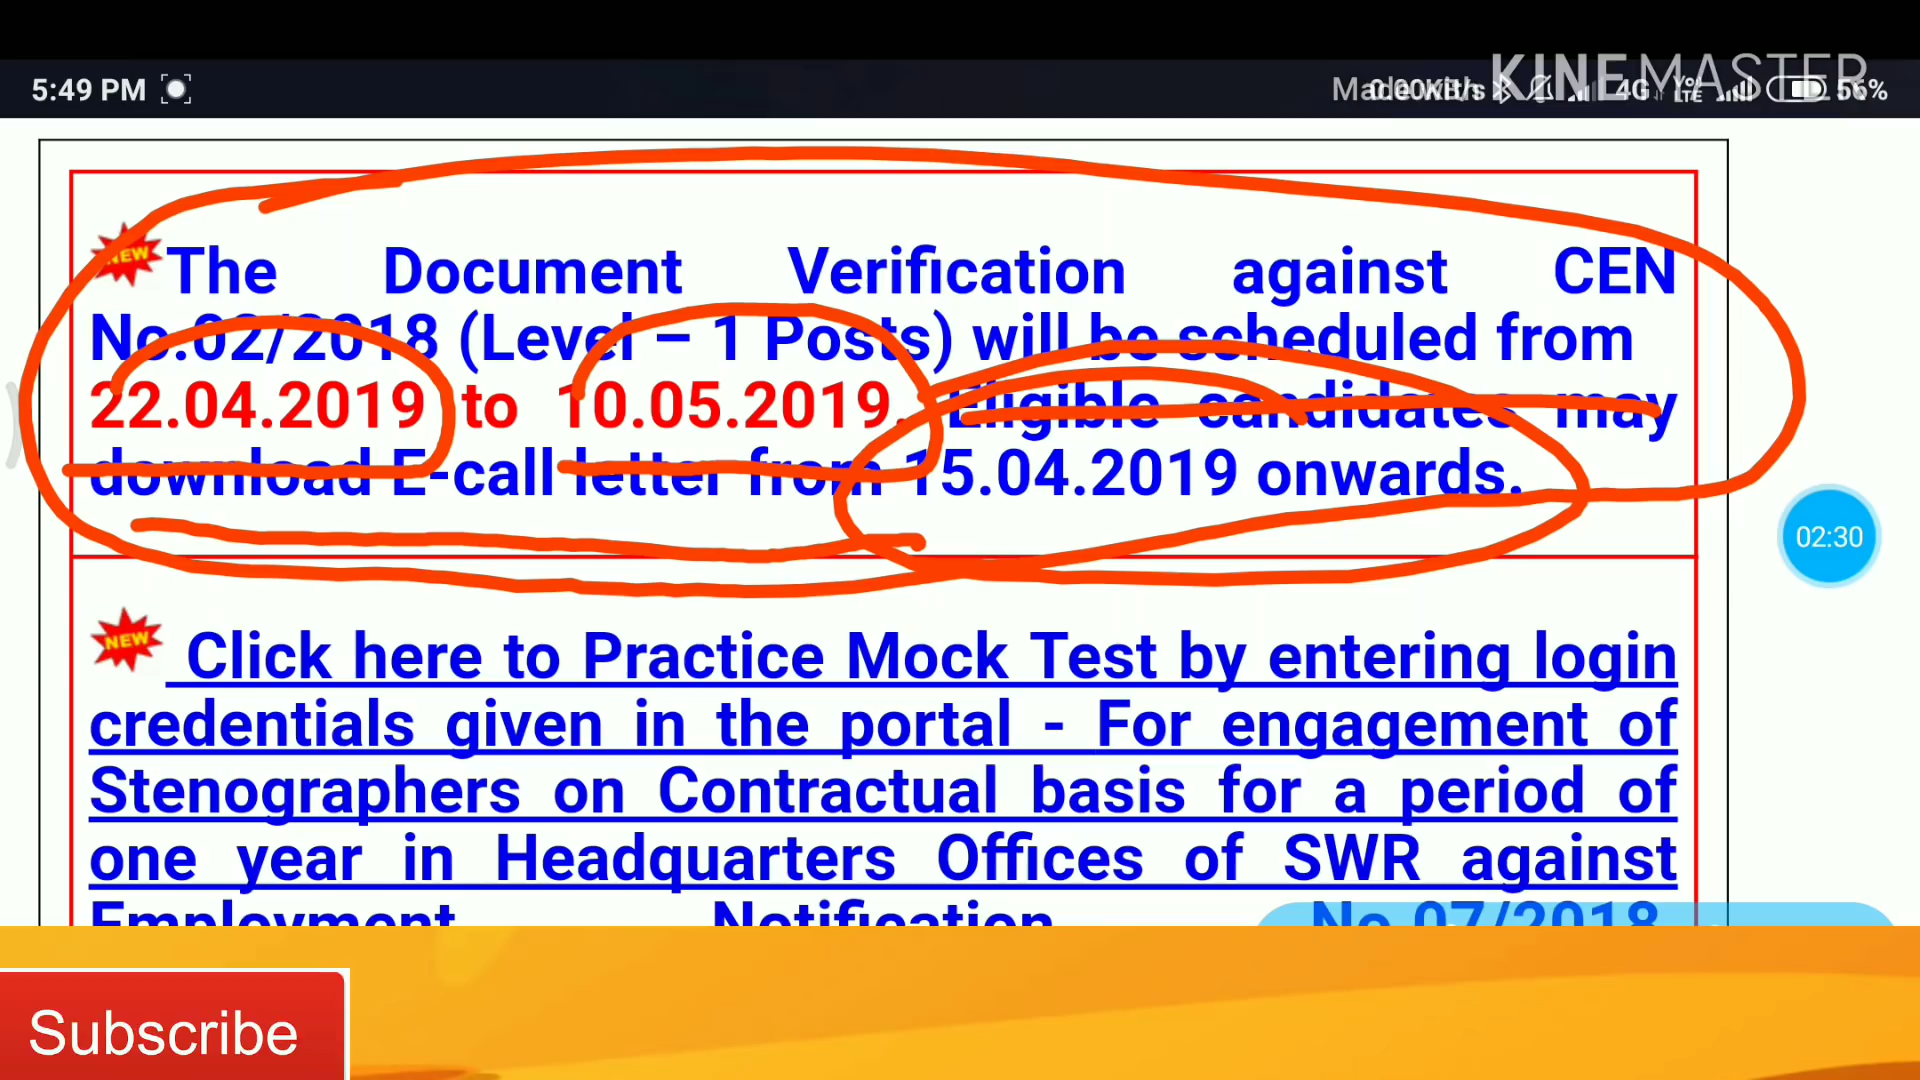 5:49 PM
Made with KINEMASTER
4G VoLTE 56%
NEW The Document Verification against CEN
No.02/2018 (Level – 1 Posts) will be scheduled from
22.04.2019 to 10.05.2019. Eligible candidates may
download E-call letter from 15.04.2019 onwards.
02:30
NEW Click here to Practice Mock Test by entering login
credentials given in the portal - For engagement of
Stenographers on Contractual basis for a period of
one year in Headquarters Offices of SWR against
Employment Notification No.07/2018
Subscribe